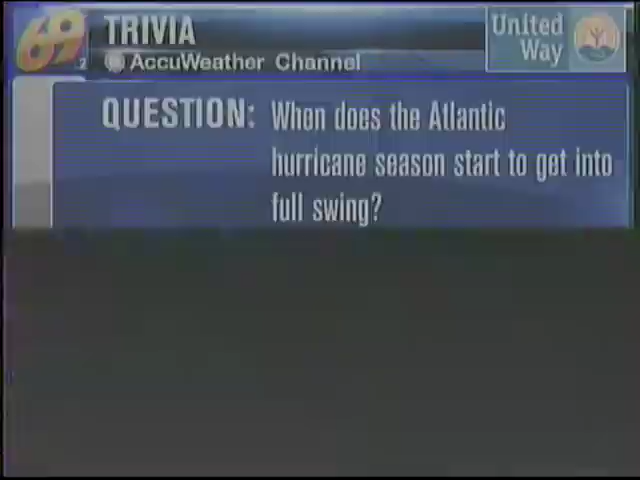 69
2
TRIVIA
AccuWeather Channel
United
Way
QUESTION: When does the Atlantic
hurricane season start to get into
full swing?